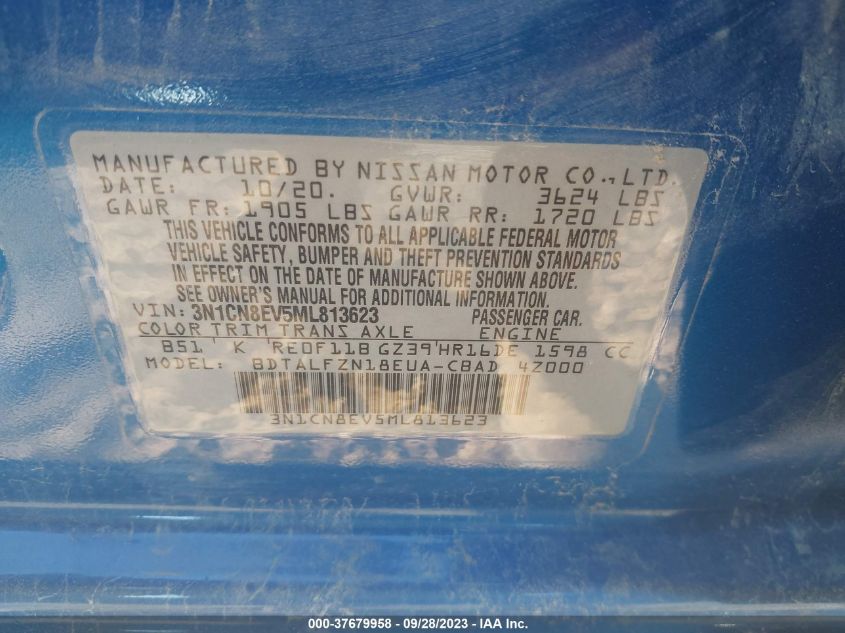 MANUFACTURED BY NISSAN MOTOR CO., LTD.
DATE: 10/20. GVWR: 3624 LBS
GAWR FR: 1905 LBS GAWR RR: 1720 LBS
THIS VEHICLE CONFORMS TO ALL APPLICABLE FEDERAL MOTOR
VEHICLE SAFETY, BUMPER AND THEFT PREVENTION STANDARDS
IN EFFECT ON THE DATE OF MANUFACTURE SHOWN ABOVE.
SEE OWNER'S MANUAL FOR ADDITIONAL INFORMATION.
VIN: 3N1CN8EV5ML813623 PASSENGER CAR.
COLOR TRIM TRANS AXLE ENGINE
B51 K RE0F11B GZ39 HR16DE 1598 CC
MODEL: BDTALFZN18EUA-CBAD 4Z000
3N1CN8EV5ML813623
000-37679958 - 09/28/2023 - IAA Inc.